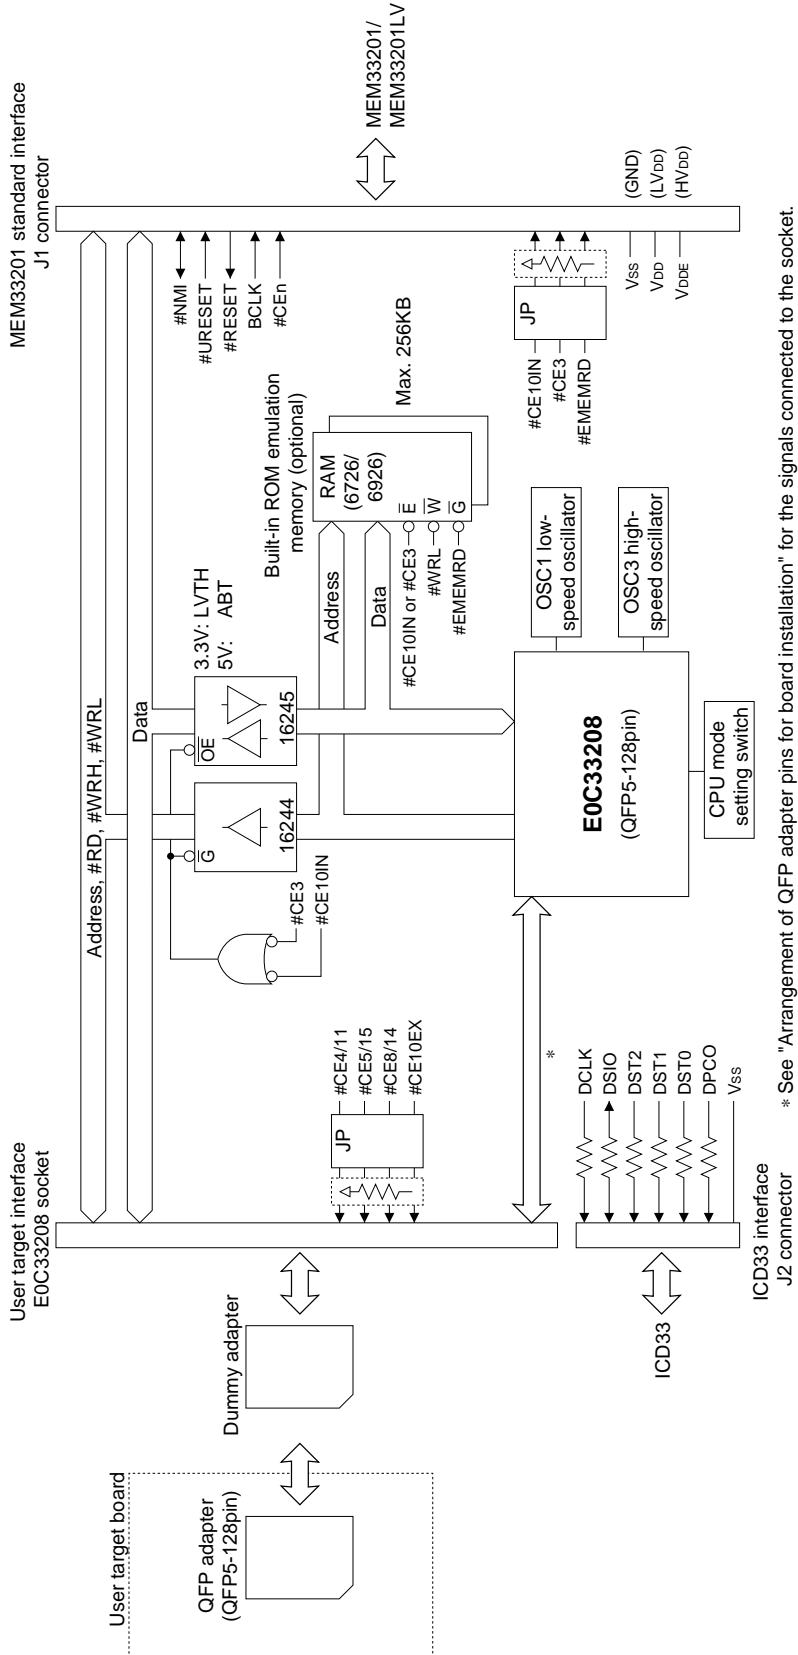 User target board
QFP adapter
(QFP5-128pin)
Dummy adapter
User target interface
E0C33208 socket
MEM33201 standard interface
J1 connector
MEM33201/
MEM33201LV
Address, #RD, #WRH, #WRL
Data
#NMI
#URESET
#RESET
BCLK
#CEn
3.3V: LVTH
5V: ABT
G
16244
OE
16245
#CE3
#CE10IN
Address
Data
Built-in ROM emulation
memory (optional)
RAM
(6726/
6926)
E
W
G
Max. 256KB
#CE10IN or #CE3
#WRL
#EMEMRD
JP
#CE4/11
#CE5/15
#CE8/14
#CE10EX
JP
#CE10IN
#CE3
#EMEMRD
VSS
(GND)
VDD
(LVDD)
VDDE
(HVDD)
E0C33208
(QFP5-128pin)
OSC1 low-
speed oscillator
OSC3 high-
speed oscillator
CPU mode
setting switch
*
ICD33
DCLK
DSIO
DST2
DST1
DST0
DPCO
VSS
ICD33 interface
J2 connector
* See "Arrangement of QFP adapter pins for board installation" for the signals connected to the socket.